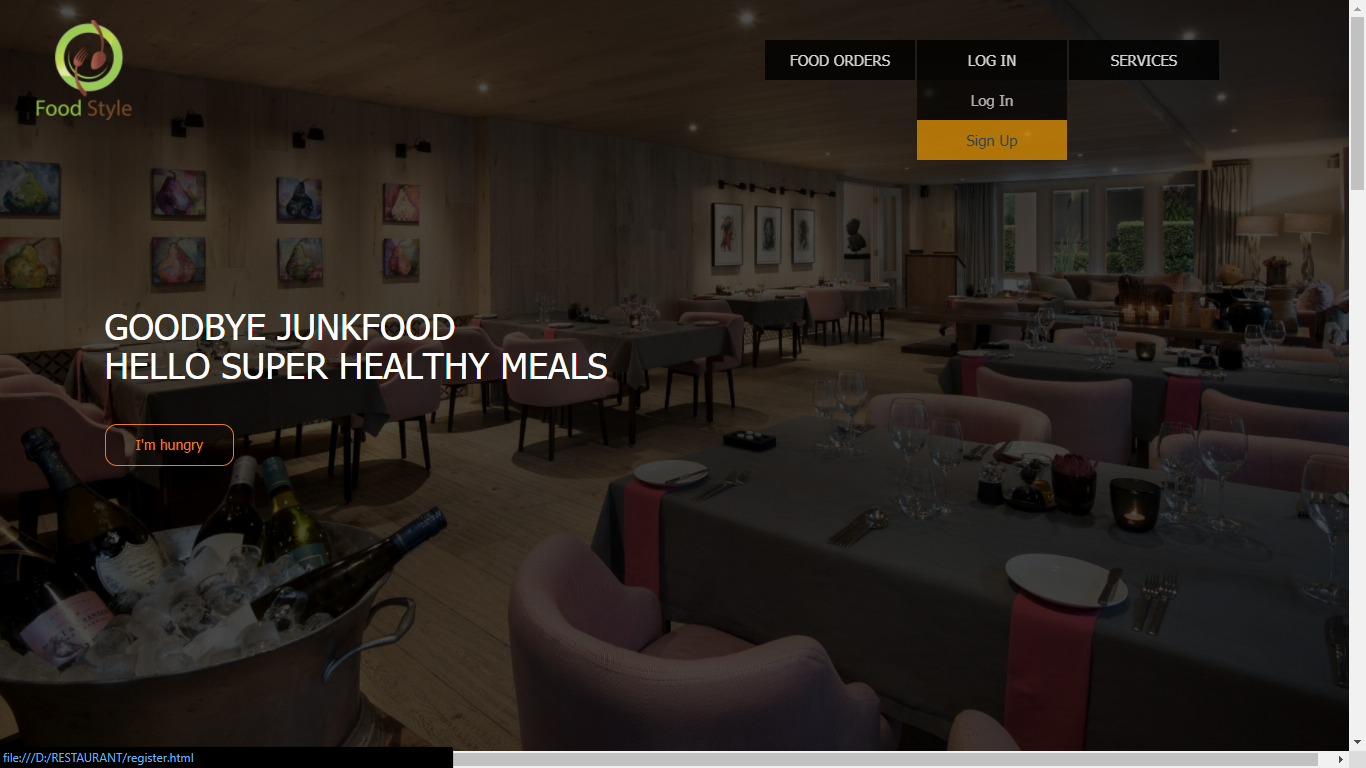 Food Style
FOOD ORDERS
LOG IN
SERVICES
Log In
Sign Up
GOODBYE JUNKFOOD
HELLO SUPER HEALTHY MEALS
I'm hungry
file:///D:/RESTAURANT/register.html